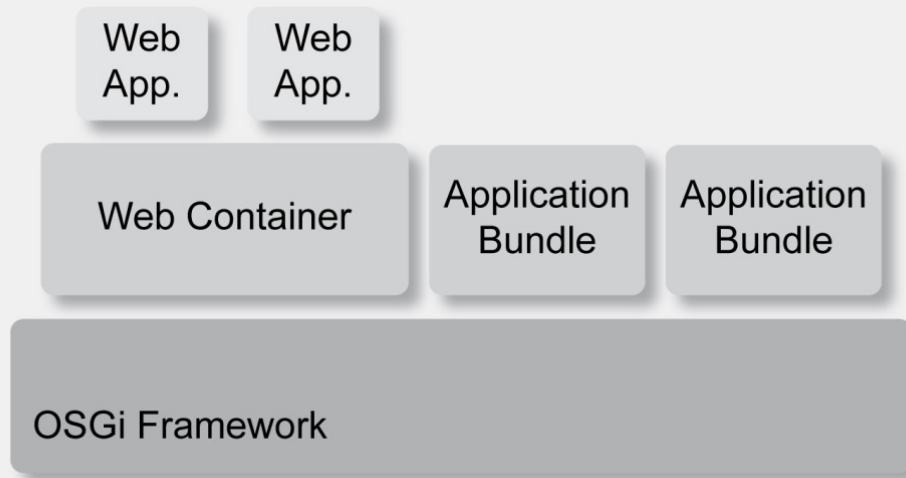 Web
App.
Web
App.
Web Container
Application
Bundle
Application
Bundle
OSGi Framework